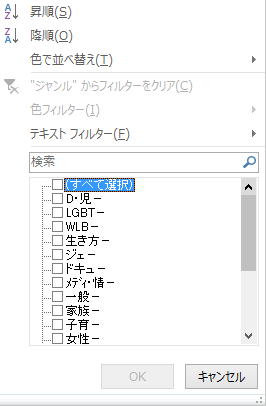 昇順(S)
降順(O)
色で並べ替え(T)
"ジャンル" からフィルターをクリア(C)
色フィルター(I)
テキスト フィルター(F)
検索
(すべて選択)
D・児－
LGBT－
WLB－
生き方－
ジェ－
ドキュ－
メディ・情－
一般－
家族－
子育－
女性－
OK
キャンセル